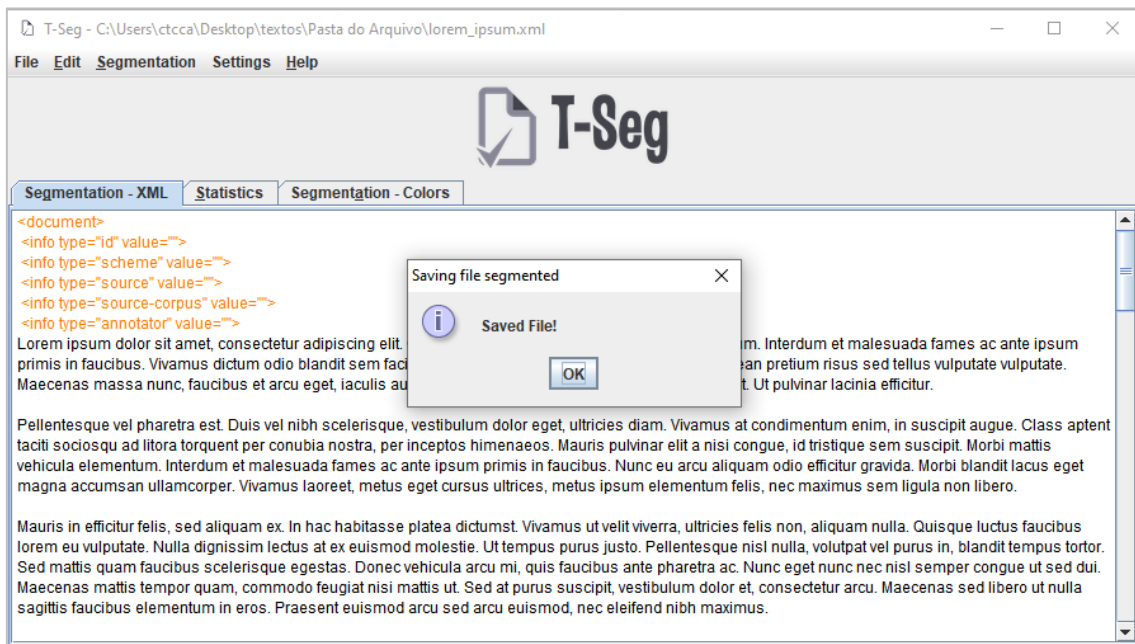 T-Seg - C:\Users\ctcca\Desktop\textos\Pasta do Arquivo\lorem_ipsum.xml
File Edit Segmentation Settings Help
T-Seg
Segmentation - XML Statistics Segmentation - Colors
<document>
<info type="id" value="">
<info type="scheme" value="">
<info type="source" value="">
<info type="source-corpus" value="">
<info type="annotator" value="">
Saving file segmented
Saved File!
OK
Lorem ipsum dolor sit amet, consectetur adipiscing elit. m. Interdum et malesuada fames ac ante ipsum
primis in faucibus. Vivamus dictum odio blandit sem faci ean pretium risus sed tellus vulputate vulputate.
Maecenas massa nunc, faucibus et arcu eget, iaculis au t. Ut pulvinar lacinia efficitur.
Pellentesque vel pharetra est. Duis vel nibh scelerisque, vestibulum dolor eget, ultricies diam. Vivamus at condimentum enim, in suscipit augue. Class aptent
taciti sociosqu ad litora torquent per conubia nostra, per inceptos himenaeos. Mauris pulvinar elit a nisi congue, id tristique sem suscipit. Morbi mattis
vehicula elementum. Interdum et malesuada fames ac ante ipsum primis in faucibus. Nunc eu arcu aliquam odio efficitur gravida. Morbi blandit lacus eget
magna accumsan ullamcorper. Vivamus laoreet, metus eget cursus ultrices, metus ipsum elementum felis, nec maximus sem ligula non libero.
Mauris in efficitur felis, sed aliquam ex. In hac habitasse platea dictumst. Vivamus ut velit viverra, ultricies felis non, aliquam nulla. Quisque luctus faucibus
lorem eu vulputate. Nulla dignissim lectus at ex euismod molestie. Ut tempus purus justo. Pellentesque nisl nulla, volutpat vel purus in, blandit tempus tortor.
Sed mattis quam faucibus scelerisque egestas. Donec vehicula arcu mi, quis faucibus ante pharetra ac. Nunc eget nunc nec nisl semper congue ut sed dui.
Maecenas mattis tempor quam, commodo feugiat nisi mattis ut. Sed at purus suscipit, vestibulum dolor et, consectetur arcu. Maecenas sed libero ut nulla
sagittis faucibus elementum in eros. Praesent euismod arcu sed arcu euismod, nec eleifend nibh maximus.